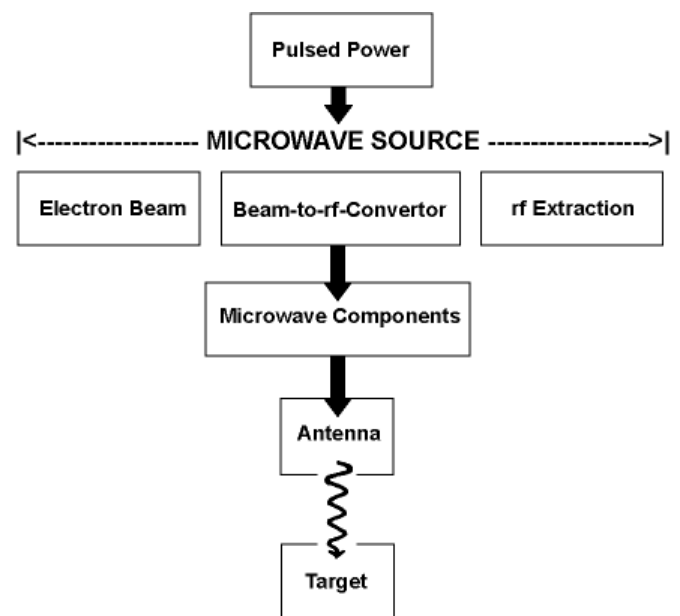 Pulsed Power
|<------------------- MICROWAVE SOURCE ------------------->|
Electron Beam
Beam-to-rf-Convertor
rf Extraction
Microwave Components
Antenna
Target